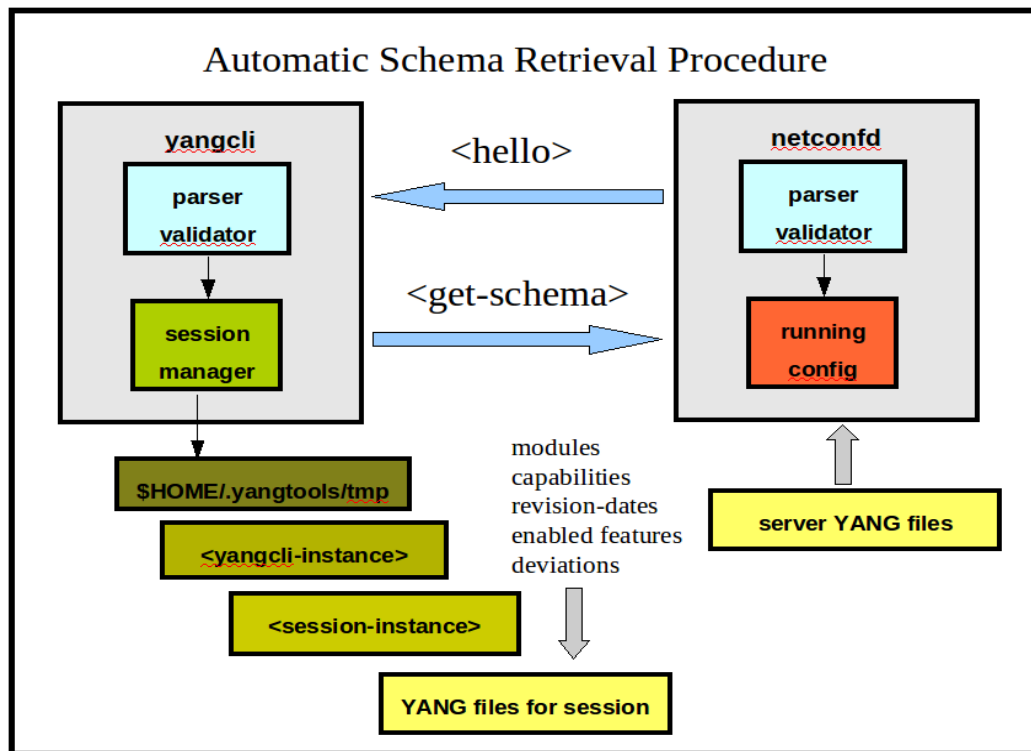 Automatic Schema Retrieval Procedure
yangcli
parser
validator
session
manager
<hello>
<get-schema>
netconfd
parser
validator
running
config
$HOME/.yangtools/tmp
<yangcli-instance>
<session-instance>
modules
capabilities
revision-dates
enabled features
deviations
server YANG files
YANG files for session